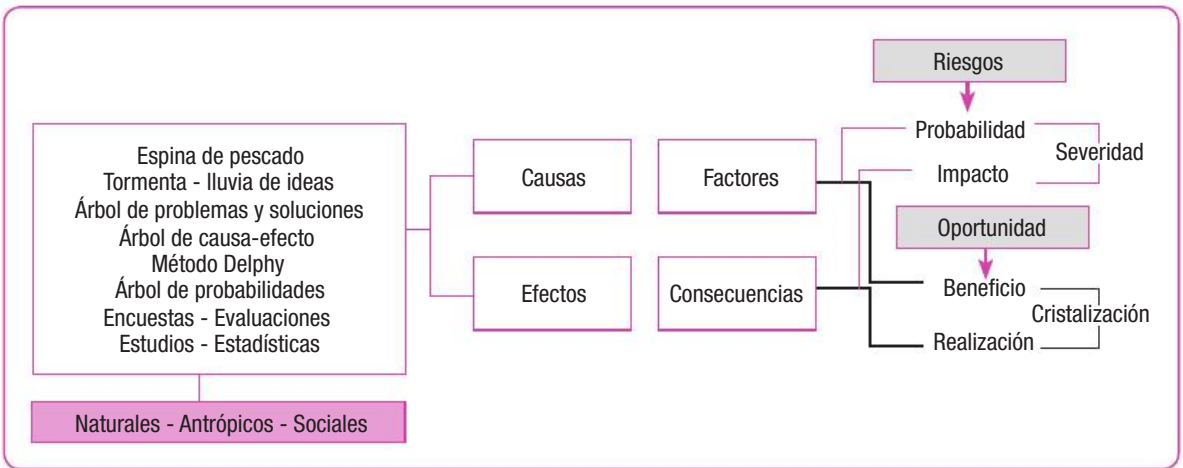 Riesgos
Espina de pescado
Tormenta - lluvia de ideas
Árbol de problemas y soluciones
Árbol de causa-efecto
Método Delphy
Árbol de probabilidades
Encuestas - Evaluaciones
Estudios - Estadísticas
Naturales - Antrópicos - Sociales
Causas
Efectos
Factores
Consecuencias
Probabilidad
Impacto
Severidad
Oportunidad
Beneficio
Realización
Cristalización